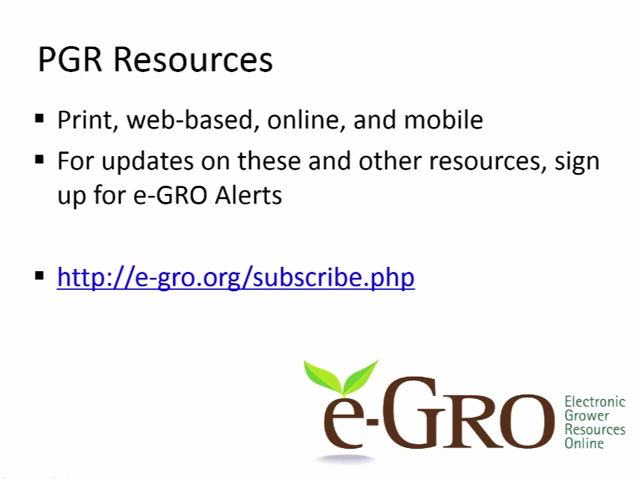 PGR Resources
▪ Print, web-based, online, and mobile
▪ For updates on these and other resources, sign
up for e-GRO Alerts
▪ http://e-gro.org/subscribe.php
e-GRO
Electronic
Grower
Resources
Online